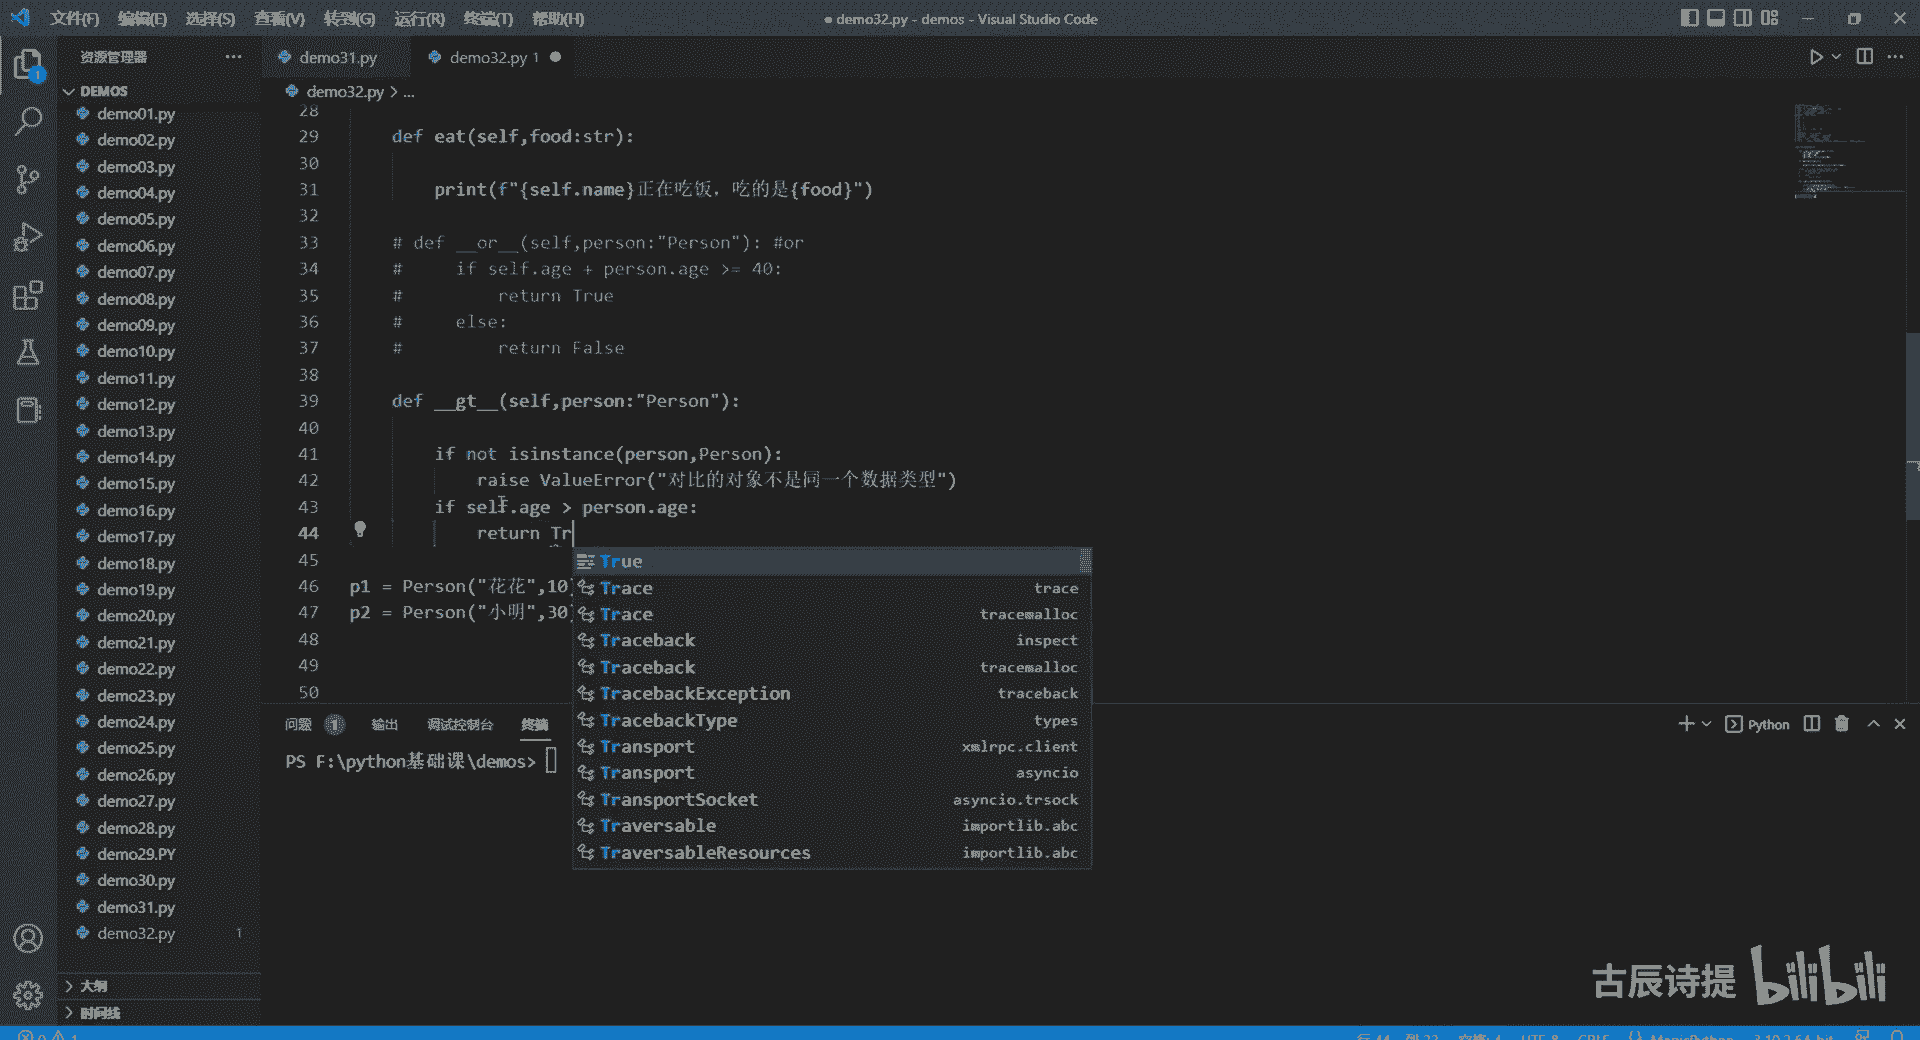 文件(F) 编辑(E) 选择(S) 查看(V) 转到(G) 运行(R) 终端(T) 帮助(H) ● demo32.py - demos - Visual Studio Code
资源管理器 ···
demo31.py
demo32.py 1 ●
DEMOS
demo32.py > ...
demo01.py
demo02.py
demo03.py
demo04.py
demo05.py
demo06.py
demo07.py
demo08.py
demo09.py
demo10.py
demo11.py
demo12.py
demo13.py
demo14.py
demo15.py
demo16.py
demo17.py
demo18.py
demo19.py
demo20.py
demo21.py
demo22.py
demo23.py
demo24.py
demo25.py
demo26.py
demo27.py
demo28.py
demo29.PY
demo30.py
demo31.py
demo32.py 1
大纲
时间线
1
28
29 def eat(self,food:str):
30
31 print(f"{self.name}正在吃饭，吃的是{food}")
32
33 # def __or__(self,person:"Person"): #or
34 # if self.age + person.age >= 40:
35 # return True
36 # else:
37 # return False
38
39 def __gt__(self,person:"Person"):
40
41 if not isinstance(person,Person):
42 raise ValueError("对比的对象不是同一个数据类型")
43 if self.age > person.age:
44 return Tr
45
46 p1 = Person("花花",10)
47 p2 = Person("小明",30)
48
49
50
True
Trace trace
Trace tracemalloc
Traceback inspect
Traceback tracemalloc
TracebackException traceback
TracebackType types
Transport xmlrpc.client
Transport asyncio
TransportSocket asyncio.trsock
Traversable importlib.abc
TraversableResources importlib.abc
问题 1 输出 调试控制台 终端
Python
PS F:\python基础课\demos>
古辰诗提 bilibili